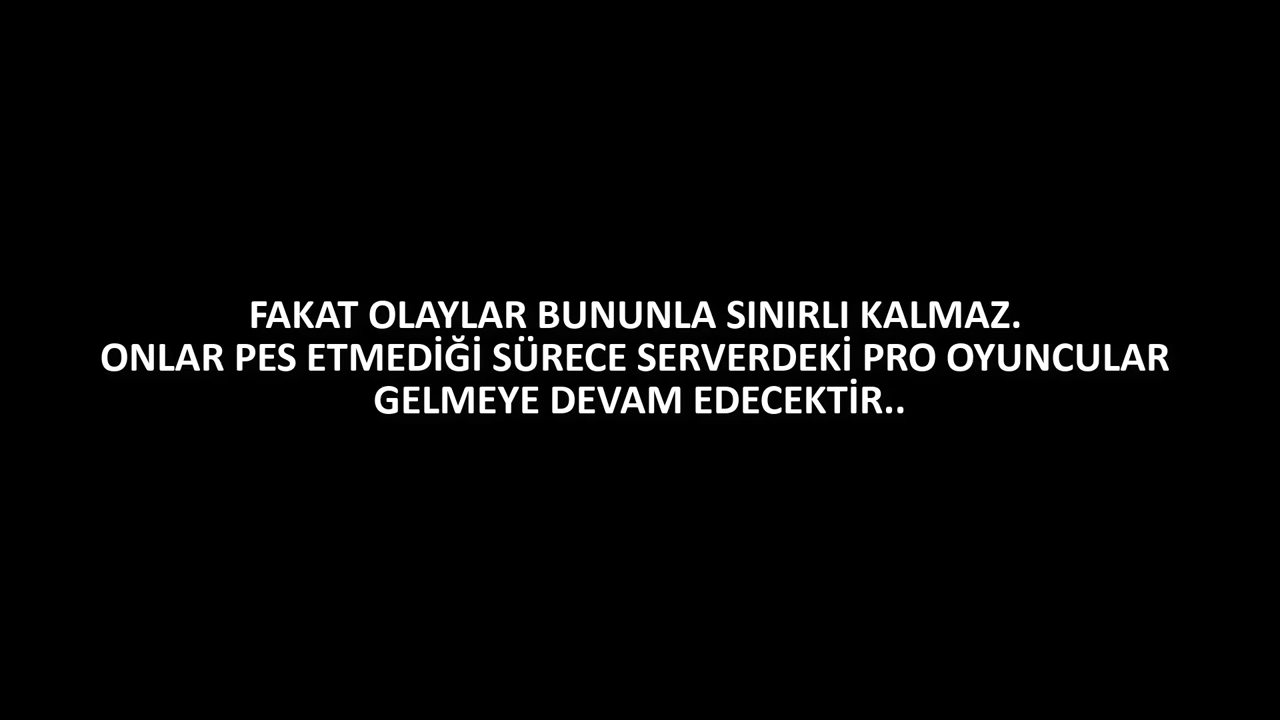 FAKAT OLAYLAR BUNUNLA SINIRLI KALMAZ.
ONLAR PES ETMEDİĞİ SÜRECE SERVERDEKİ PRO OYUNCULAR
GELMEYE DEVAM EDECEKTİR..